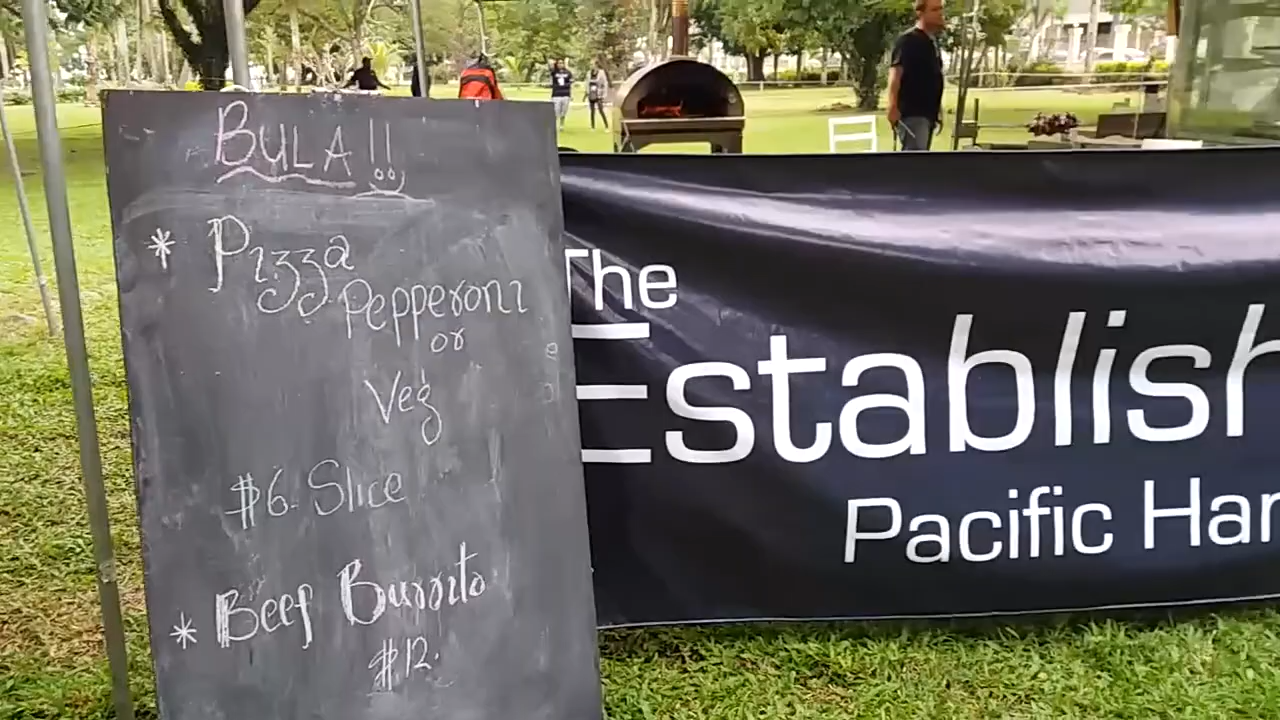 BULA!!
* Pizza
Pepperoni
or
Veg
$6 Slice
* Beef Burrito
$12
The
Establish
Pacific Har